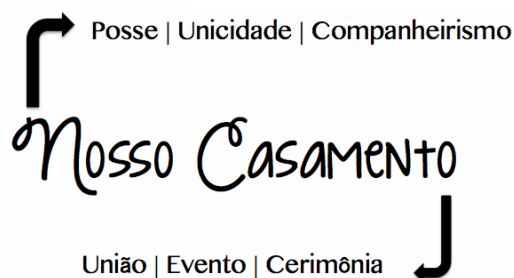 Posse | Unicidade | Companheirismo
Nosso Casamento
União | Evento | Cerimônia